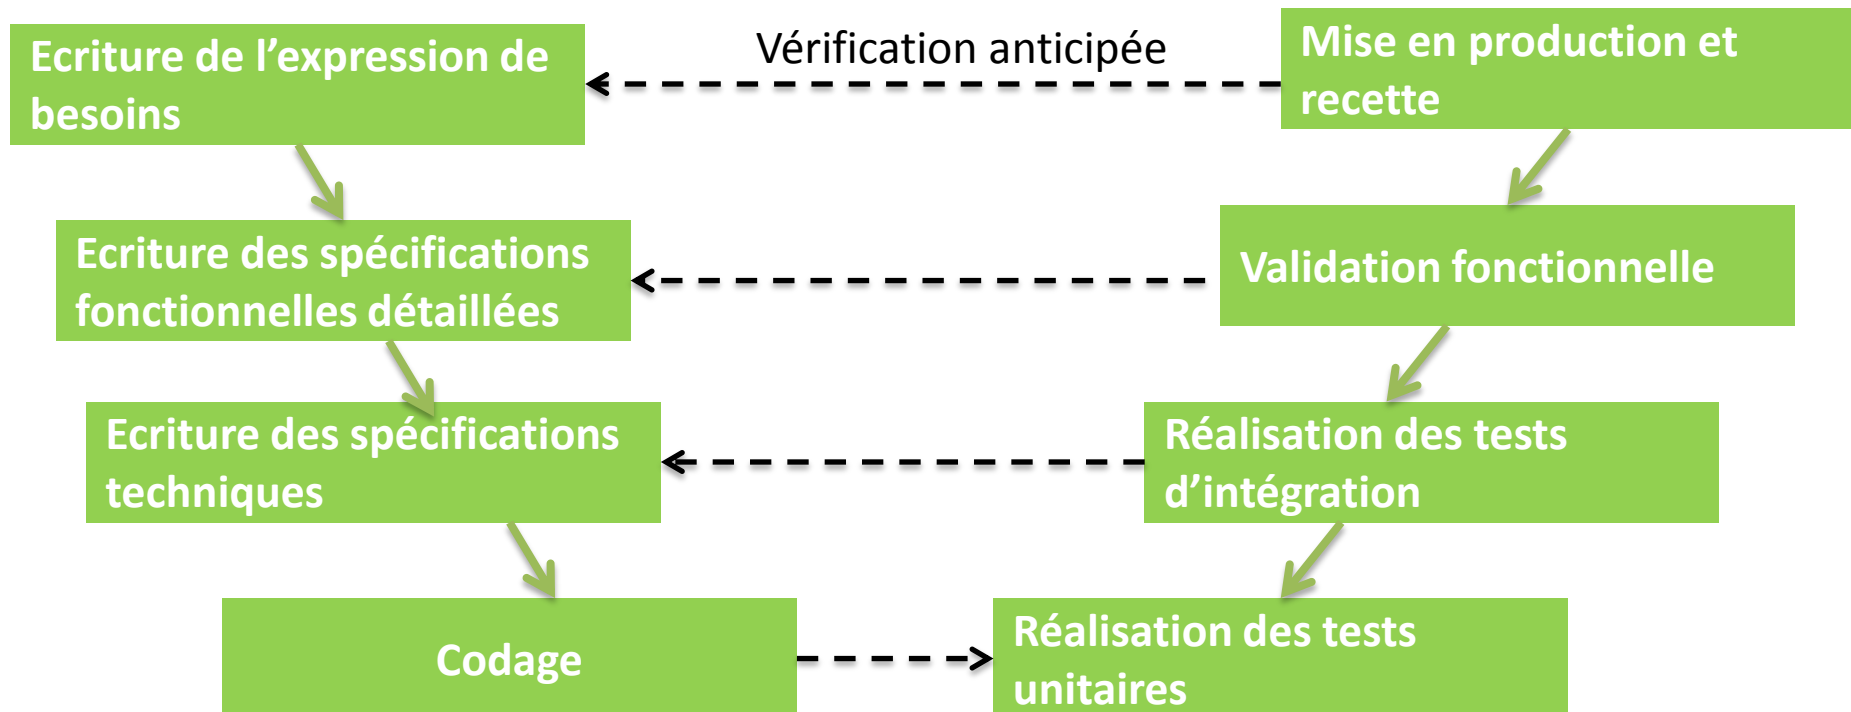 Ecriture de l’expression de
besoins
Vérification anticipée
Mise en production et
recette
Ecriture des spécifications
fonctionnelles détaillées
Validation fonctionnelle
Ecriture des spécifications
techniques
Réalisation des tests
d’intégration
Codage
Réalisation des tests
unitaires